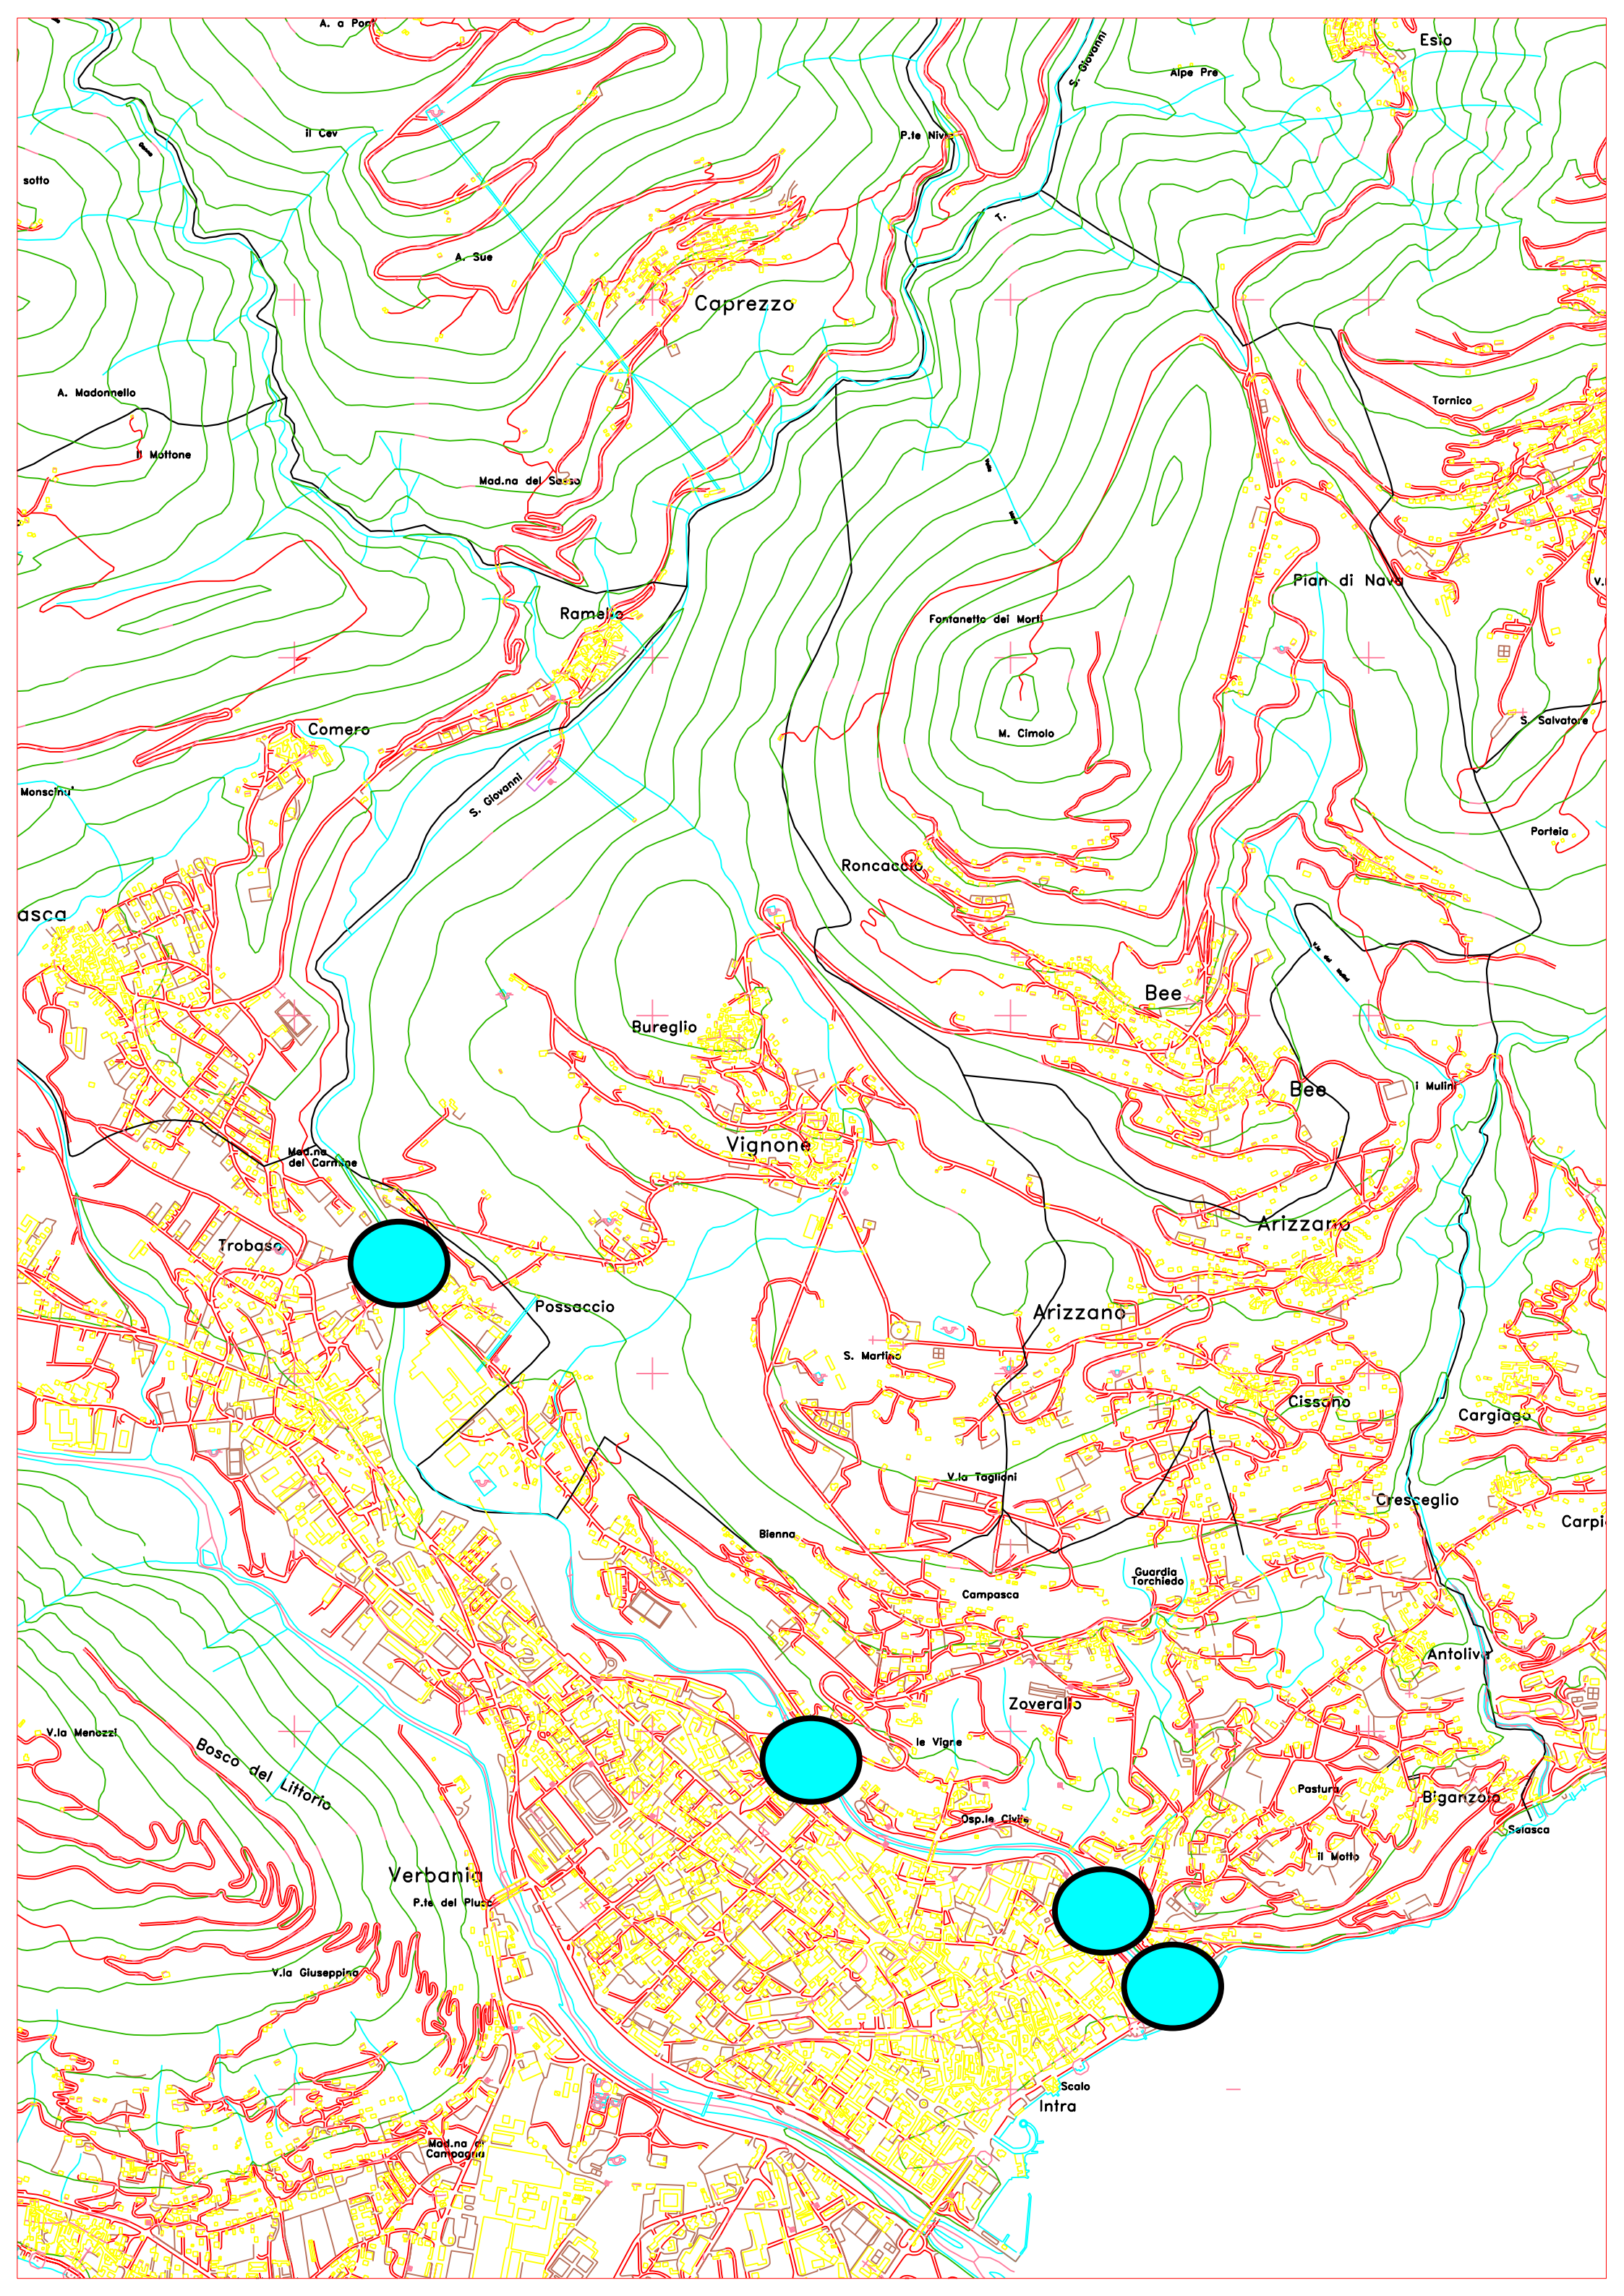 A. a Pon
Esio
S. Giovanni
Alpe Pre
il Cev
P.te Niva
sotto
T.
A. Sue
Caprezzo
A. Madonnello
Tornico
Il Mottone
Mad.na del Sasso
Valle
Pian di Nava
Ramello
Fontanetto dei Morti
S. Salvatore
Comero
M. Cimolo
S. Giovanni
Monscinu'
Porteia
Roncaccio
asca
Bee
Bureglio
Bee
i Mulini
Vignone
Mad.na
del Carmine
Arizzano
Trobaso
Possaccio
Arizzano
S. Martino
Cissano
Cargiago
V.la Taglioni
Cresceglio
Carpi
Bienna
Guardia
Torchiedo
Campasca
Antoliva
Zoverallo
V.la Menozzi
le Vigne
Bosco del Littorio
Pastura
Biganzolo
Osp.le Civile
Selasca
il Motto
Verbania
P.te del Plusc
V.la Giuseppina
Scalo
Intra
Mad.na di
Campagna